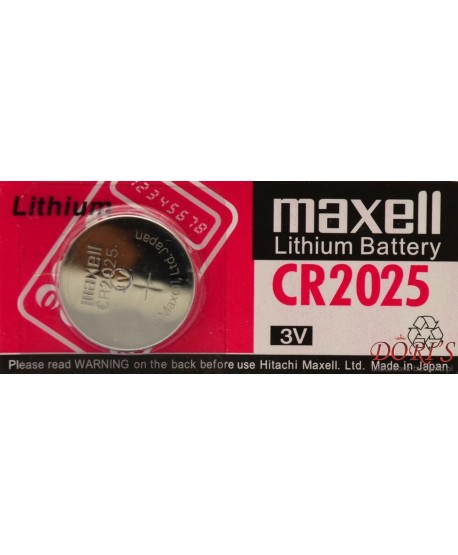 Lithium
12345678
maxell
CR2025
Maxell Ltd.Japan
+
maxell
Lithium Battery
CR2025
3V
DORI'S
Please read WARNING on the back before use Hitachi Maxell. Ltd. Made in Japan